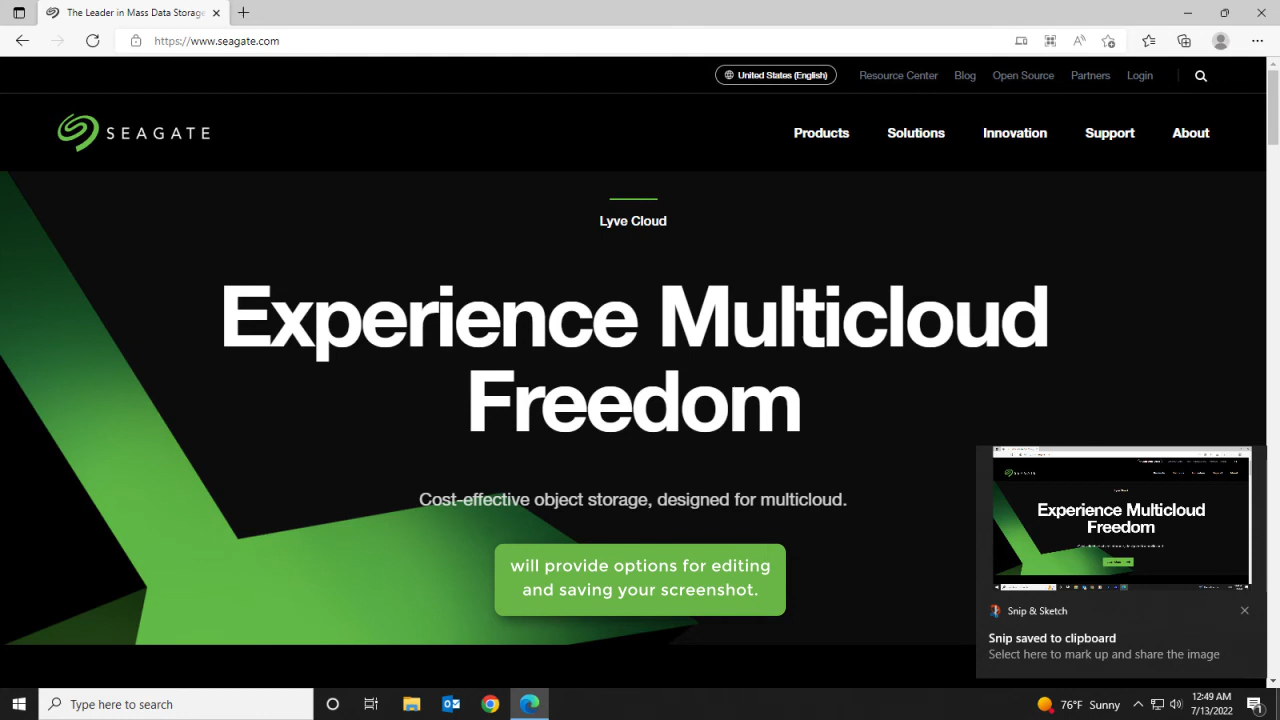 The Leader in Mass Data Storage
https://www.seagate.com
United States (English) Resource Center Blog Open Source Partners Login
SEAGATE
Products Solutions Innovation Support About
Lyve Cloud
Experience Multicloud
Freedom
Cost-effective object storage, designed for multicloud.
will provide options for editing
and saving your screenshot.
SEAGATE
Experience Multicloud
Freedom
Snip & Sketch
Snip saved to clipboard
Select here to mark up and share the image
Type here to search
76°F Sunny
12:49 AM
7/13/2022
1